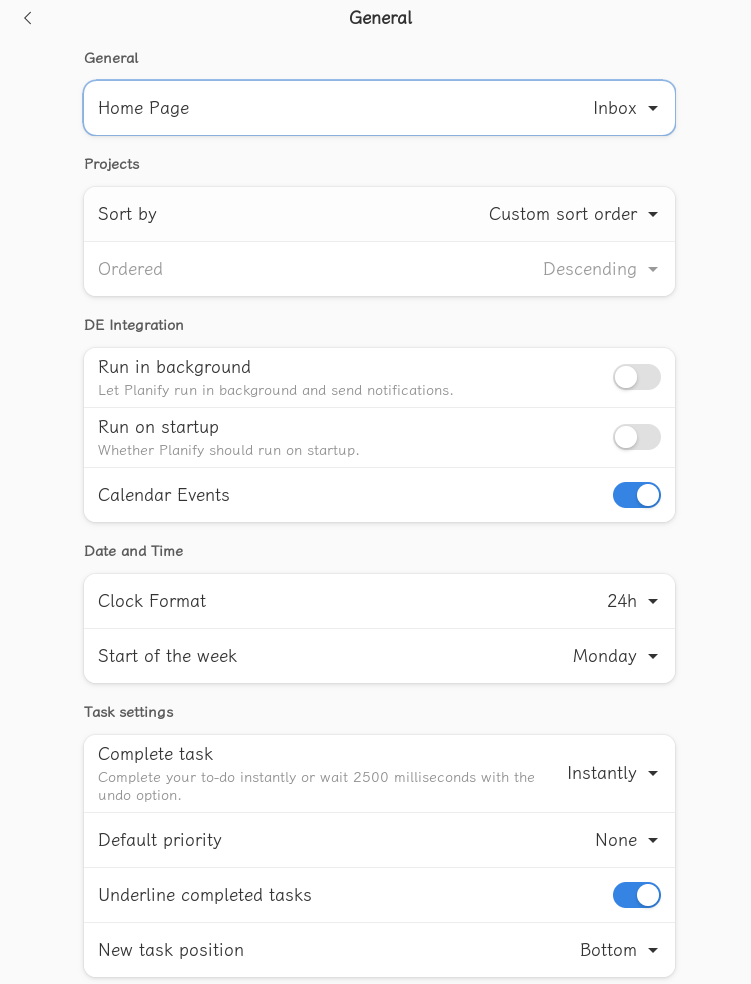 General
General
Home Page
Inbox
Projects
Sort by
Custom sort order
Ordered
Descending
DE Integration
Run in background
Let Planify run in background and send notifications.
Run on startup
Whether Planify should run on startup.
Calendar Events
Date and Time
Clock Format
24h
Start of the week
Monday
Task settings
Complete task
Complete your to-do instantly or wait 2500 milliseconds with the
undo option.
Instantly
Default priority
None
Underline completed tasks
New task position
Bottom